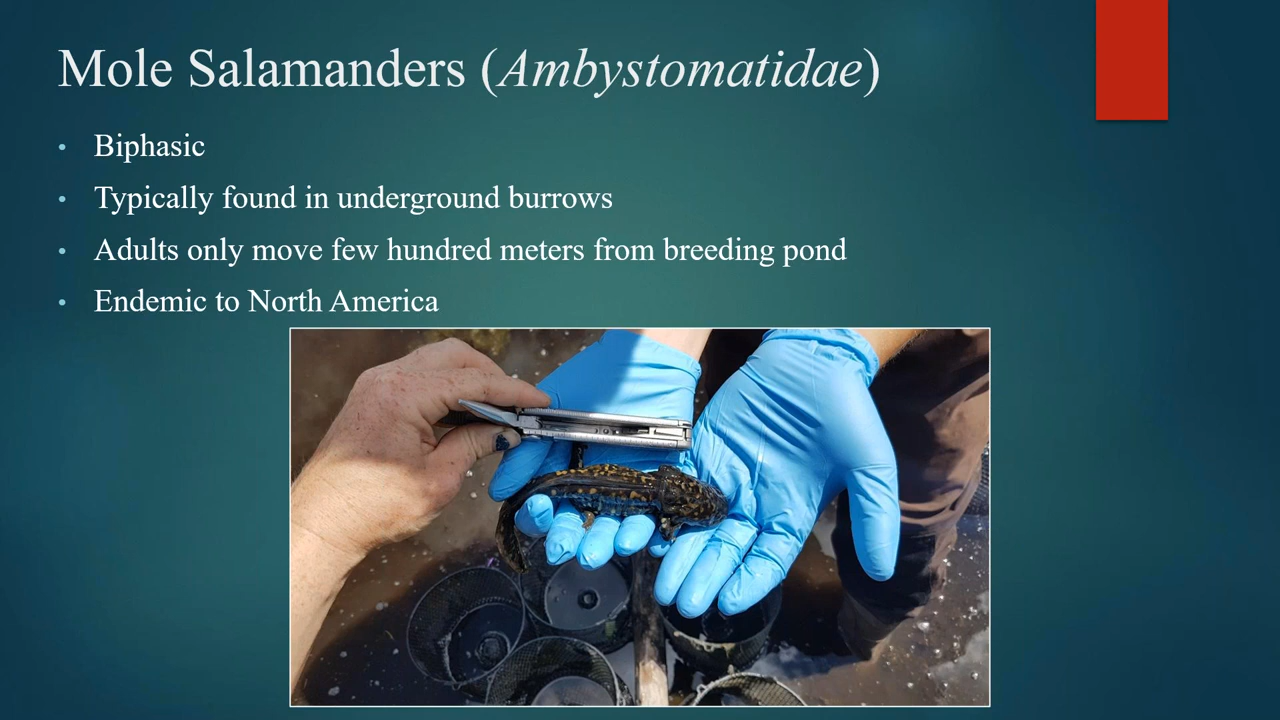 Mole Salamanders (Ambystomatidae)
• Biphasic
• Typically found in underground burrows
• Adults only move few hundred meters from breeding pond
• Endemic to North America